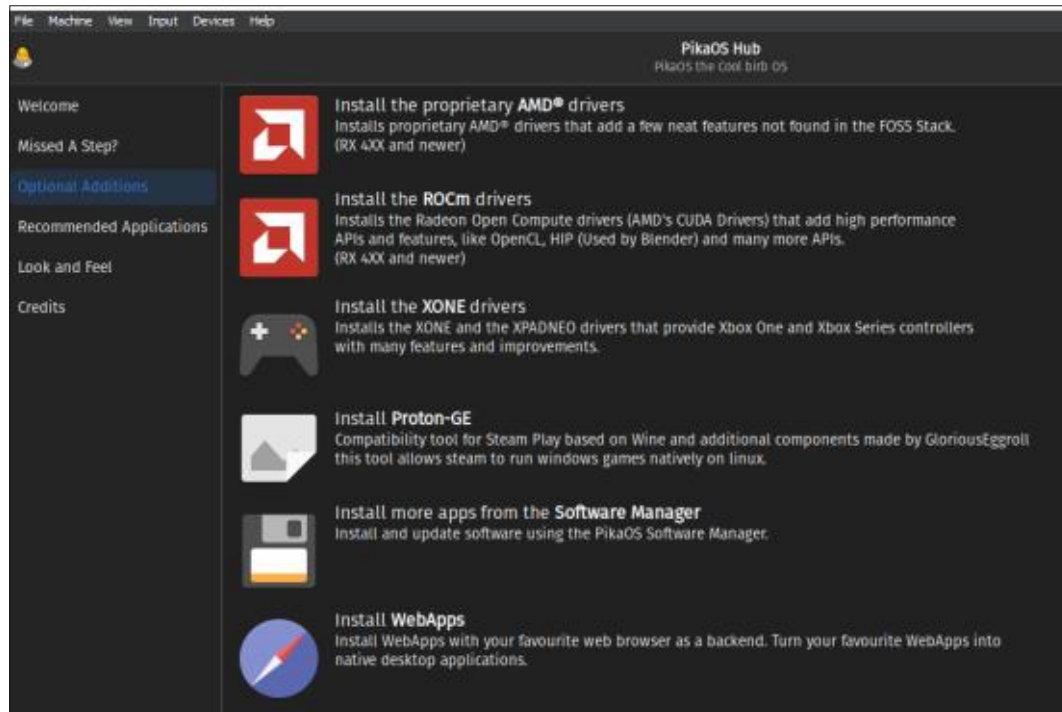 File Machine View Input Devices Help
PikaOS Hub
PikaOS the Cool birb OS
Welcome
Missed A Step?
Optional Additions
Recommended Applications
Look and Feel
Credits
Install the proprietary AMD® drivers
Installs proprietary AMD® drivers that add a few neat features not found in the FOSS Stack.
(RX 4XX and newer)
Install the ROCm drivers
Installs the Radeon Open Compute drivers (AMD's CUDA Drivers) that add high performance
APIs and features, like OpenCL, HIP (Used by Blender) and many more APIs.
(RX 4XX and newer)
Install the XONE drivers
Installs the XONE and the XPADNEO drivers that provide Xbox One and Xbox Series controllers
with many features and improvements.
Install Proton-GE
Compatibility tool for Steam Play based on Wine and additional components made by GloriousEggroll
this tool allows steam to run windows games natively on linux.
Install more apps from the Software Manager
Install and update software using the PikaOS Software Manager.
Install WebApps
Install WebApps with your favourite web browser as a backend. Turn your favourite WebApps into
native desktop applications.